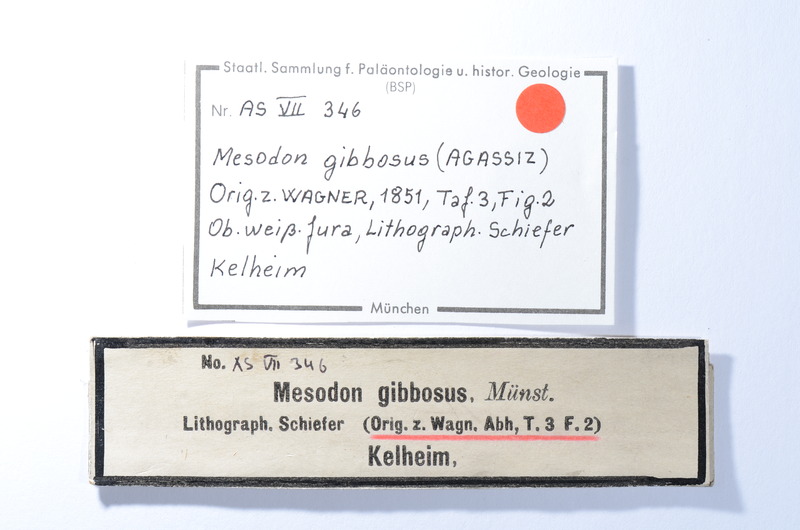 Staatl. Sammlung f. Paläontologie u. histor. Geologie
(BSP)
Nr. AS VII 346
Mesodon gibbosus (AGASSIZ)
Orig. z. WAGNER, 1851, Taf. 3, Fig. 2
Ob. weiß. Jura, Lithograph. Schiefer
Kelheim
München
No. AS VII 346
Mesodon gibbosus, Münst.
Lithograph. Schiefer (Orig. z. Wagn. Abh, T. 3 F. 2)
Kelheim,